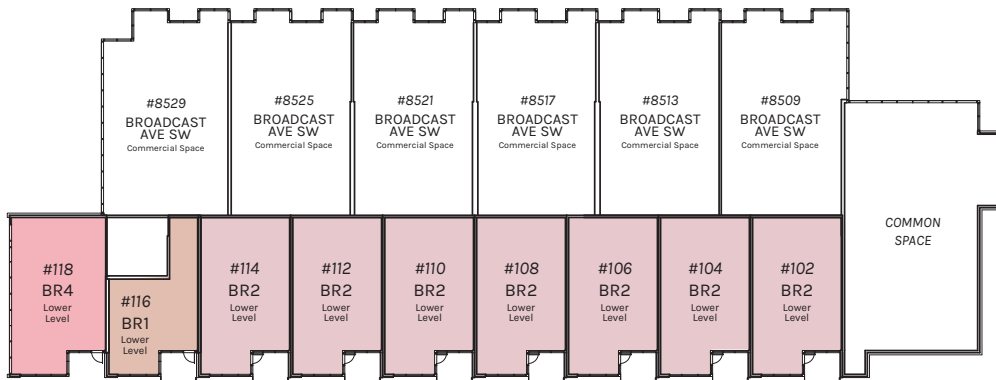 #8529
BROADCAST
AVE SW
Commercial Space
#8525
BROADCAST
AVE SW
Commercial Space
#8521
BROADCAST
AVE SW
Commercial Space
#8517
BROADCAST
AVE SW
Commercial Space
#8513
BROADCAST
AVE SW
Commercial Space
#8509
BROADCAST
AVE SW
Commercial Space
COMMON
SPACE
#118
BR4
Lower
Level
#116
BR1
Lower
Level
#114
BR2
Lower
Level
#112
BR2
Lower
Level
#110
BR2
Lower
Level
#108
BR2
Lower
Level
#106
BR2
Lower
Level
#104
BR2
Lower
Level
#102
BR2
Lower
Level